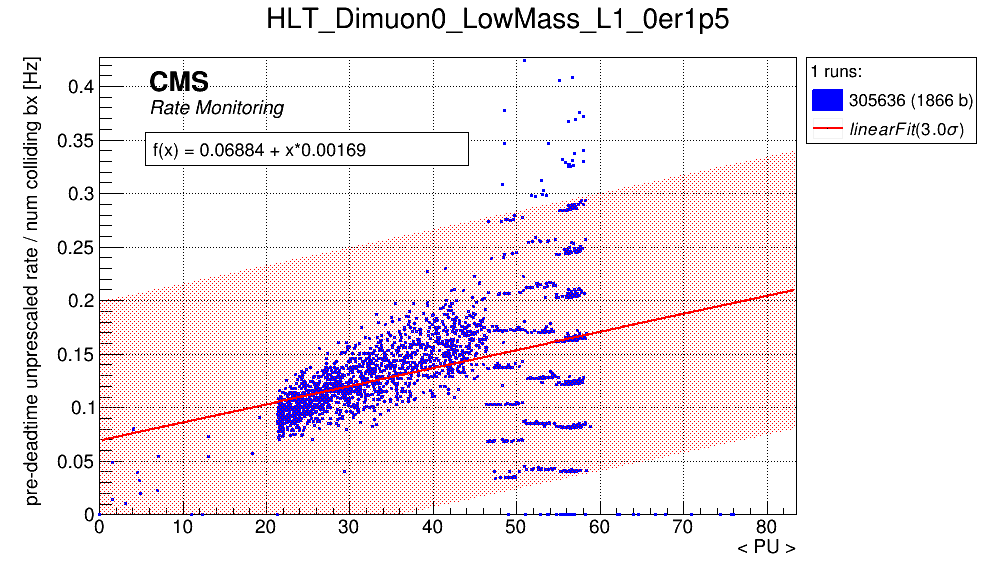 HLT_Dimuon0_LowMass_L1_0er1p5
pre-deadtime unprescaled rate / num colliding bx [Hz]
CMS
Rate Monitoring
f(x) = 0.06884 + x*0.00169
1 runs:
305636 (1866 b)
linearFit(3.0σ)
0.4
0.35
0.3
0.25
0.2
0.15
0.1
0.05
0
0 10 20 30 40 50 60 70 80
< PU >